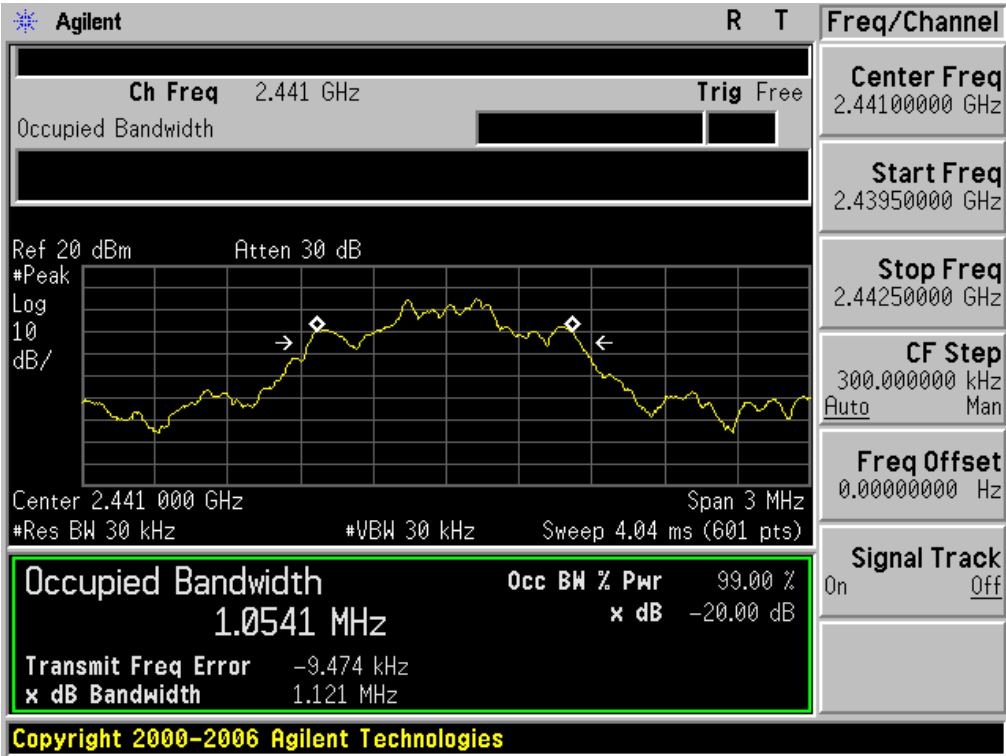 Agilent R T
Ch Freq 2.441 GHz Trig Free
Occupied Bandwidth
Ref 20 dBm Atten 30 dB
#Peak
Log
10
dB/
Center 2.441 000 GHz Span 3 MHz
#Res BW 30 kHz #VBW 30 kHz Sweep 4.04 ms (601 pts)
Occupied Bandwidth Occ BW % Pwr 99.00 %
1.0541 MHz x dB -20.00 dB
Transmit Freq Error -9.474 kHz
x dB Bandwidth 1.121 MHz
Copyright 2000-2006 Agilent Technologies
Freq/Channel
Center Freq
2.44100000 GHz
Start Freq
2.43950000 GHz
Stop Freq
2.44250000 GHz
CF Step
300.000000 kHz
Auto Man
Freq Offset
0.00000000 Hz
Signal Track
On Off